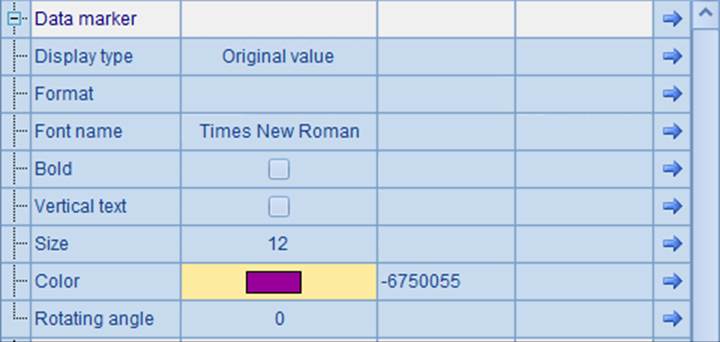 Data marker
Display type Original value
Format
Font name Times New Roman
Bold
Vertical text
Size 12
Color -6750055
Rotating angle 0